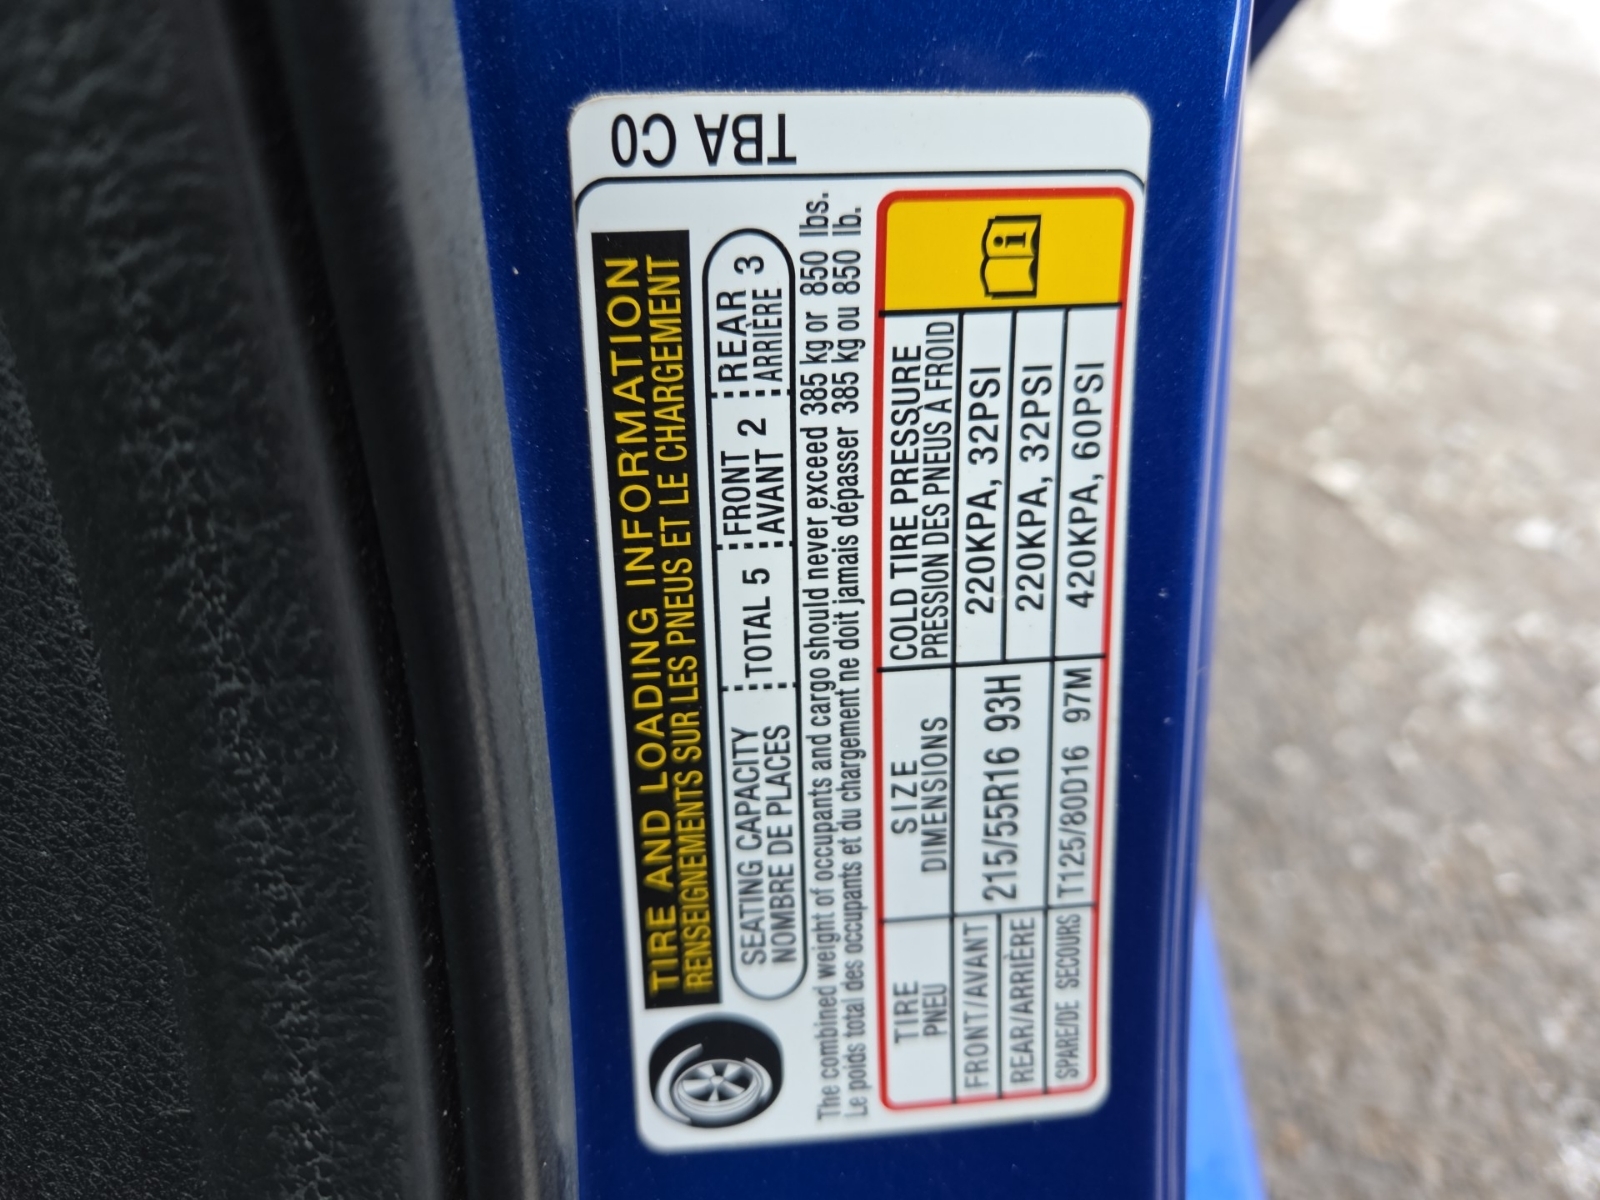 TBA C0
TIRE AND LOADING INFORMATION
RENSEIGNEMENTS SUR LES PNEUS ET LE CHARGEMENT
SEATING CAPACITY TOTAL 5 FRONT 2 REAR 3
NOMBRE DE PLACES AVANT ARRIÈRE
The combined weight of occupants and cargo should never exceed 385 kg or 850 lbs.
Le poids total des occupants et du chargement ne doit jamais dépasser 385 kg ou 850 lb.
TIRE SIZE COLD TIRE PRESSURE
PNEU DIMENSIONS PRESSION DES PNEUS À FROID
FRONT/AVANT 215/55R16 93H 220KPA, 32PSI
REAR/ARRIÈRE 220KPA, 32PSI
SPARE/DE SECOURS T125/80D16 97M 420KPA, 60PSI